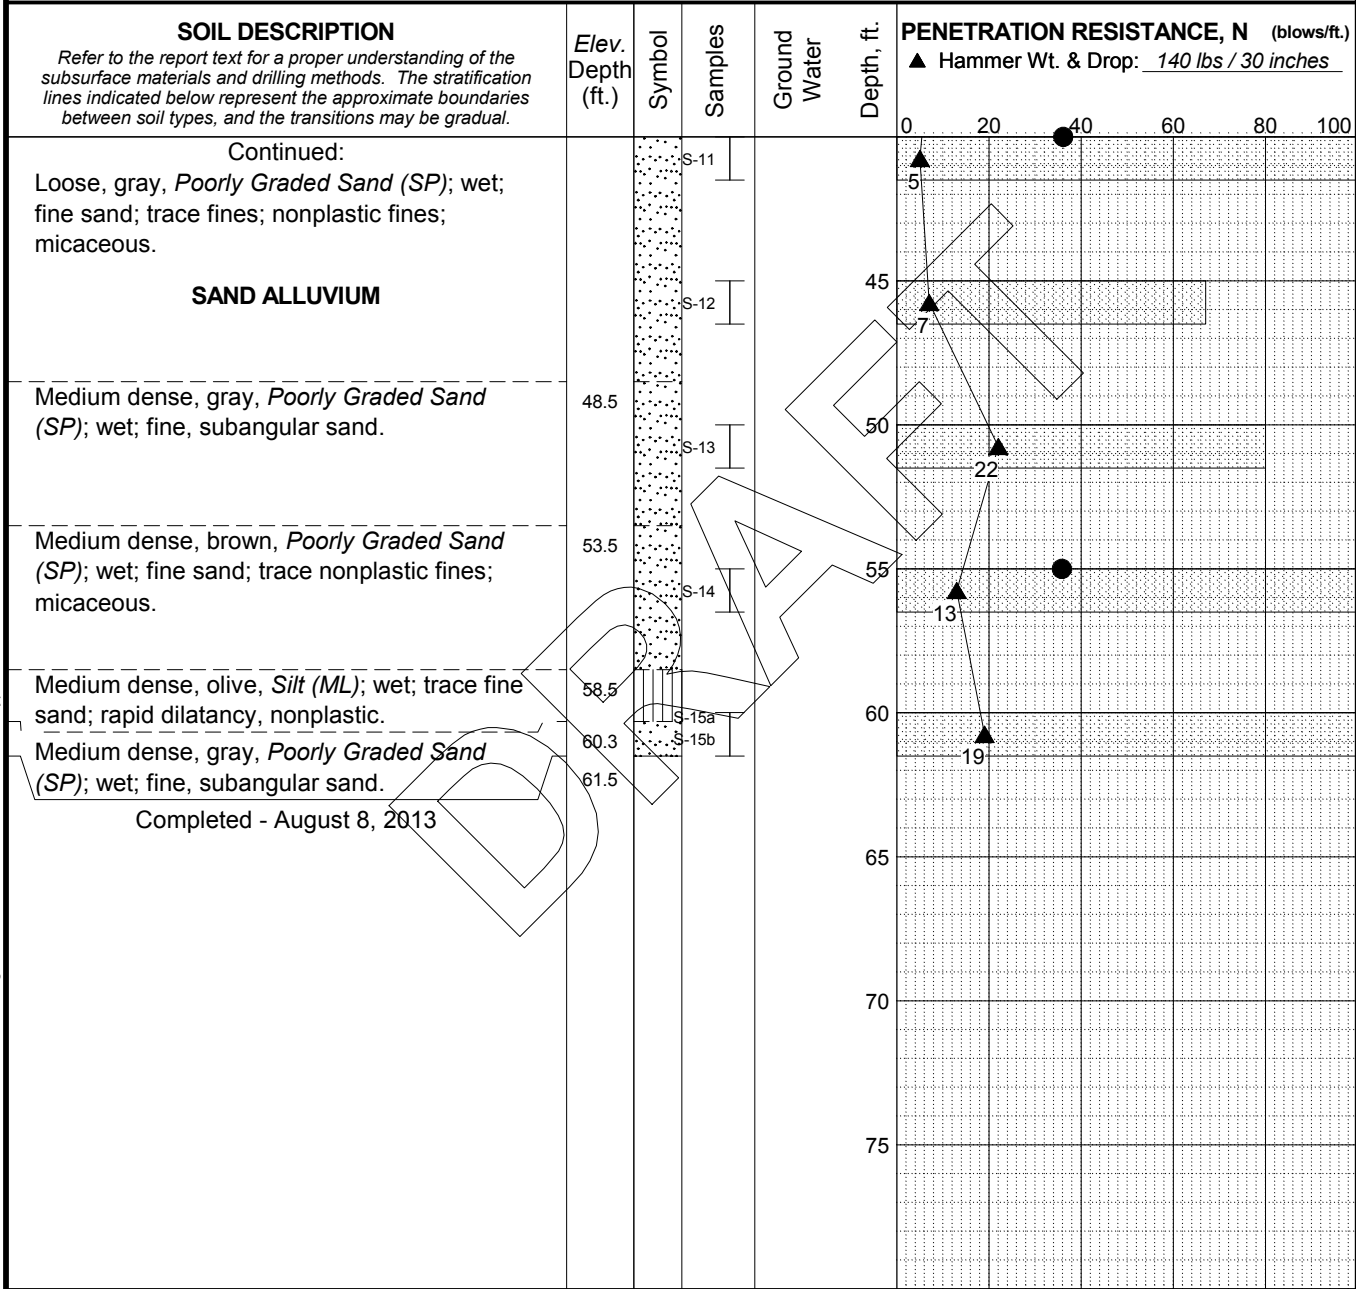 SOIL DESCRIPTION
Refer to the report text for a proper understanding of the
subsurface materials and drilling methods. The stratification
lines indicated below represent the approximate boundaries
between soil types, and the transitions may be gradual.
Elev.
Depth
(ft.)
Symbol
Samples
Ground
Water
Depth, ft.
PENETRATION RESISTANCE, N (blows/ft.)
▲ Hammer Wt. & Drop: 140 lbs / 30 inches
0 20 40 60 80 100
Continued:
Loose, gray, Poorly Graded Sand (SP); wet;
fine sand; trace fines; nonplastic fines;
micaceous.
SAND ALLUVIUM
S-11
5
S-12
45
7
Medium dense, gray, Poorly Graded Sand
(SP); wet; fine, subangular sand.
48.5
S-13
50
22
Medium dense, brown, Poorly Graded Sand
(SP); wet; fine sand; trace nonplastic fines;
micaceous.
53.5
S-14
55
13
Medium dense, olive, Silt (ML); wet; trace fine
sand; rapid dilatancy, nonplastic.
58.5
S-15a
60
Medium dense, gray, Poorly Graded Sand
(SP); wet; fine, subangular sand.
60.3
S-15b
19
61.5
Completed - August 8, 2013
65
70
75
DRAFT